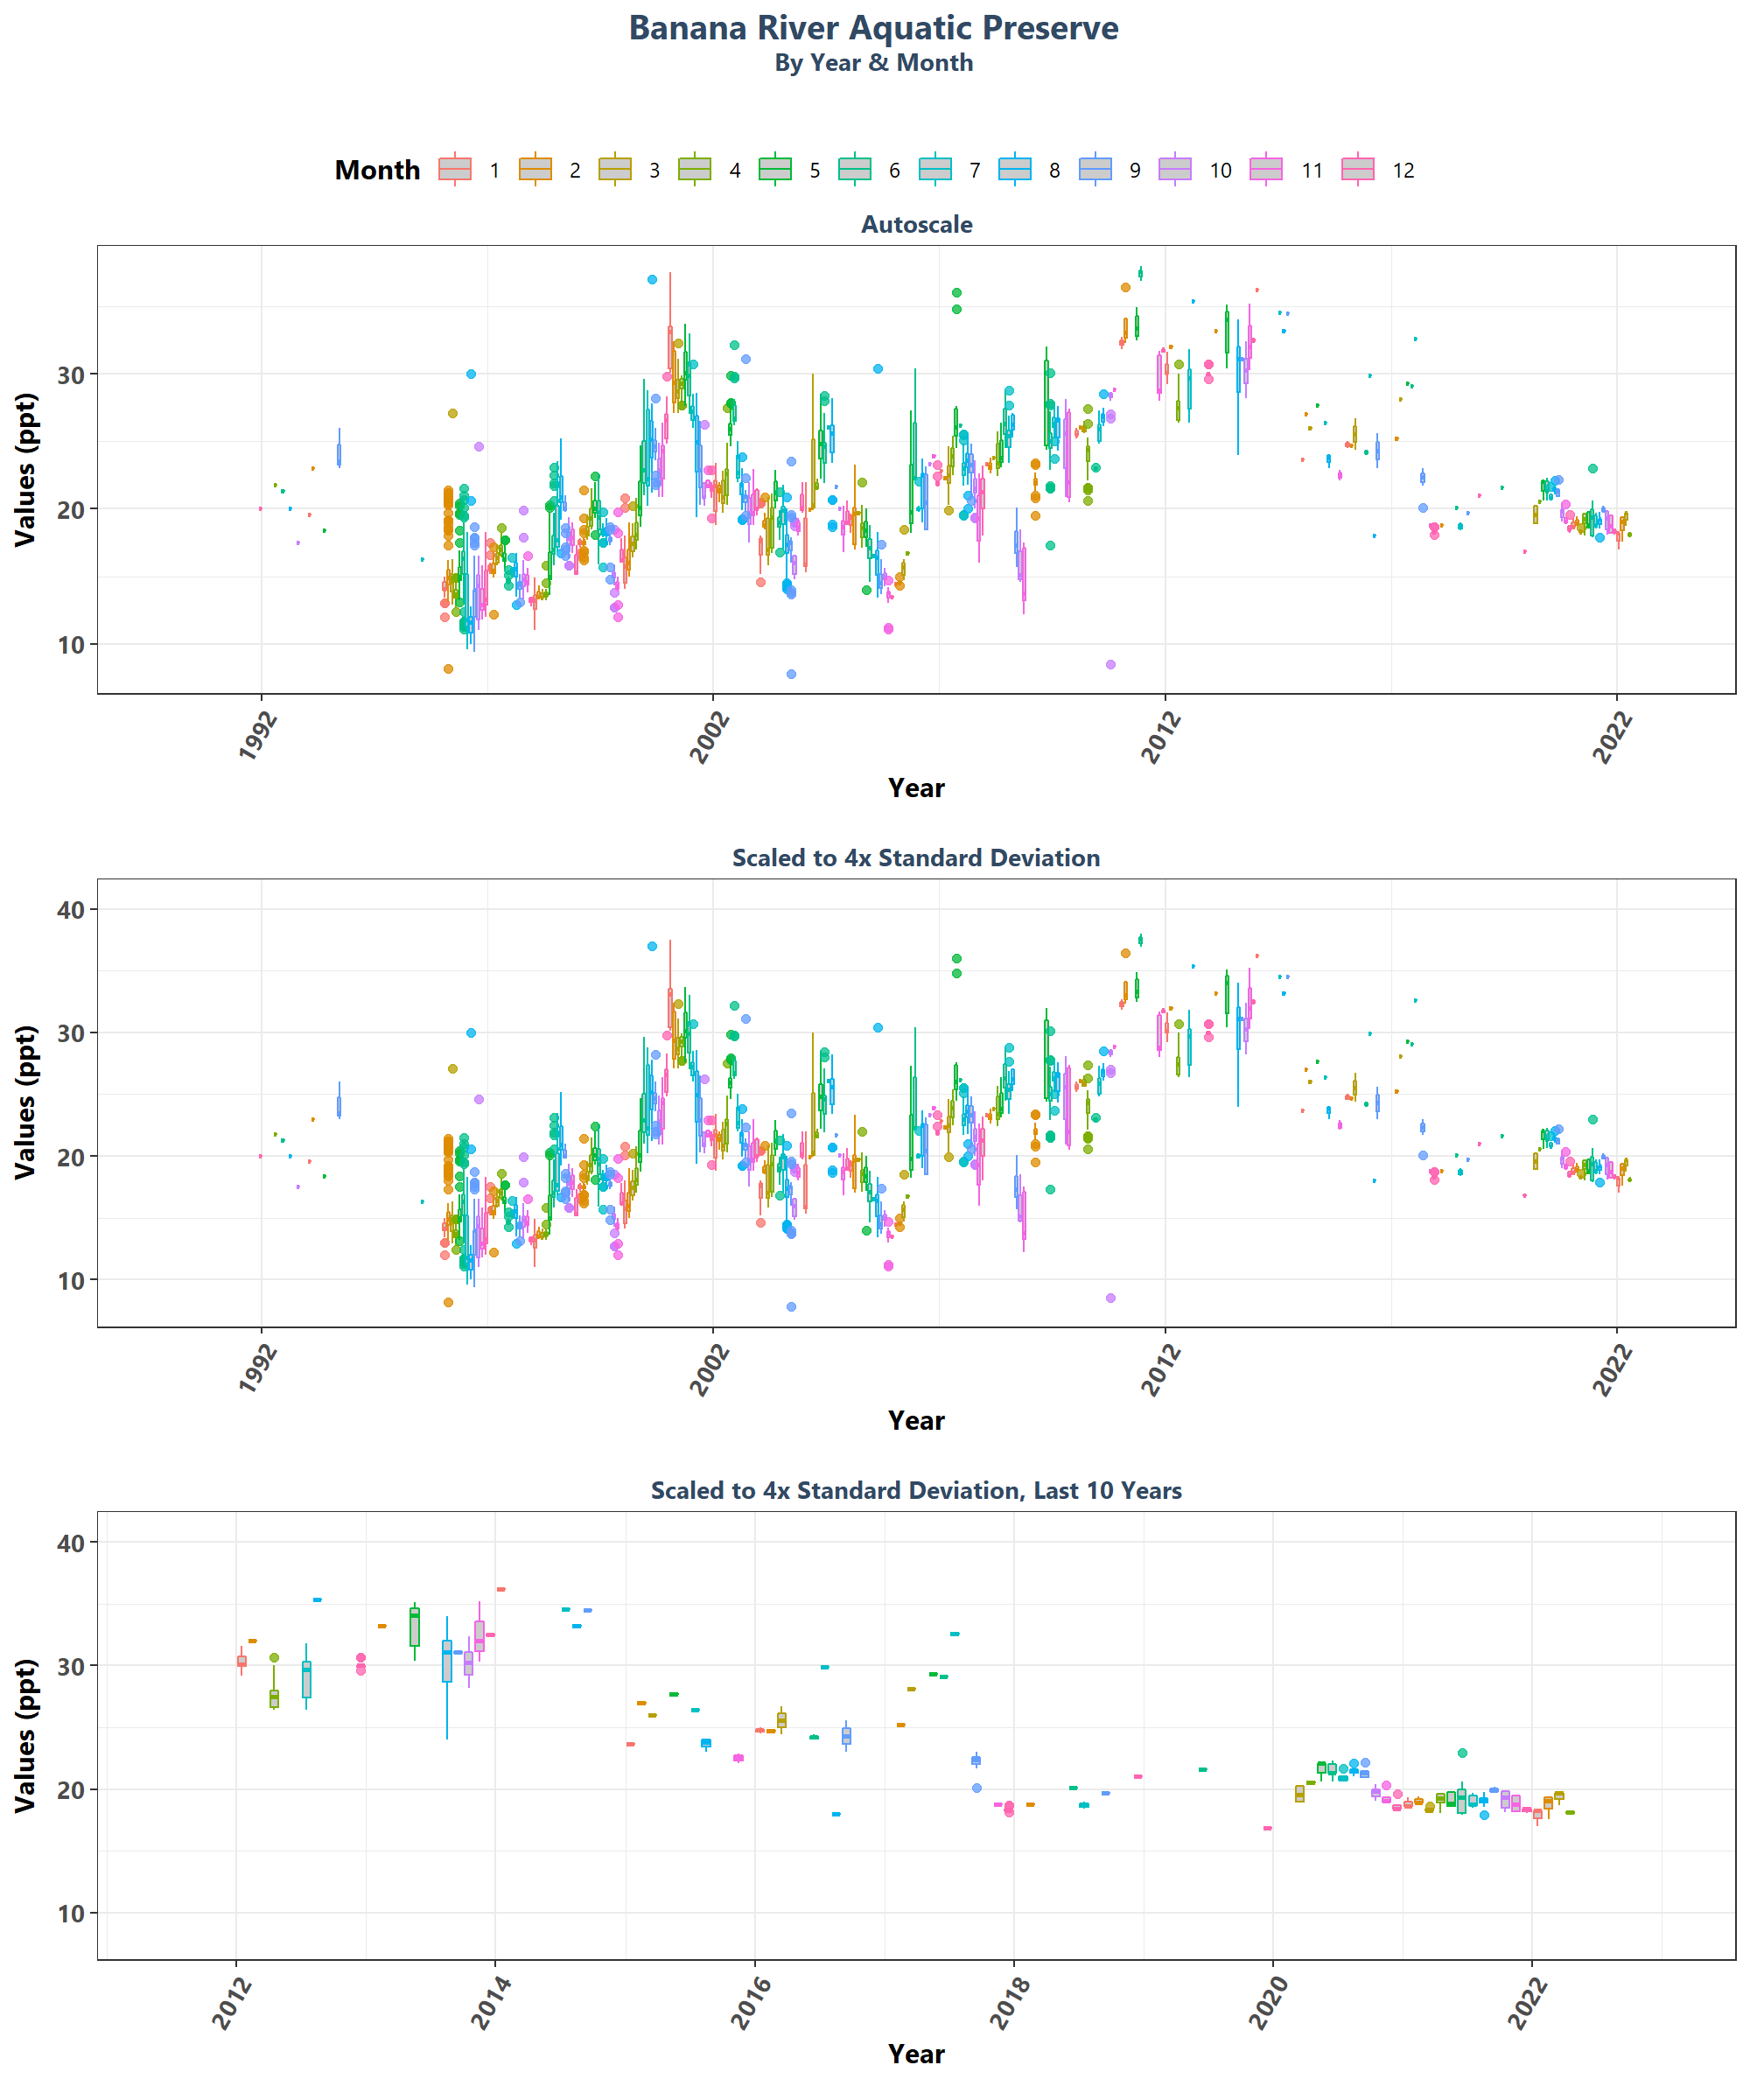 Banana River Aquatic Preserve
By Year & Month
Month 1 2 3 4 5 6 7 8 9 10 11 12
Autoscale
Values (ppt)
30
20
10
1992 2002 2012 2022
Year
Scaled to 4x Standard Deviation
Values (ppt)
40
30
20
10
1992 2002 2012 2022
Year
Scaled to 4x Standard Deviation, Last 10 Years
Values (ppt)
40
30
20
10
2012 2014 2016 2018 2020 2022
Year